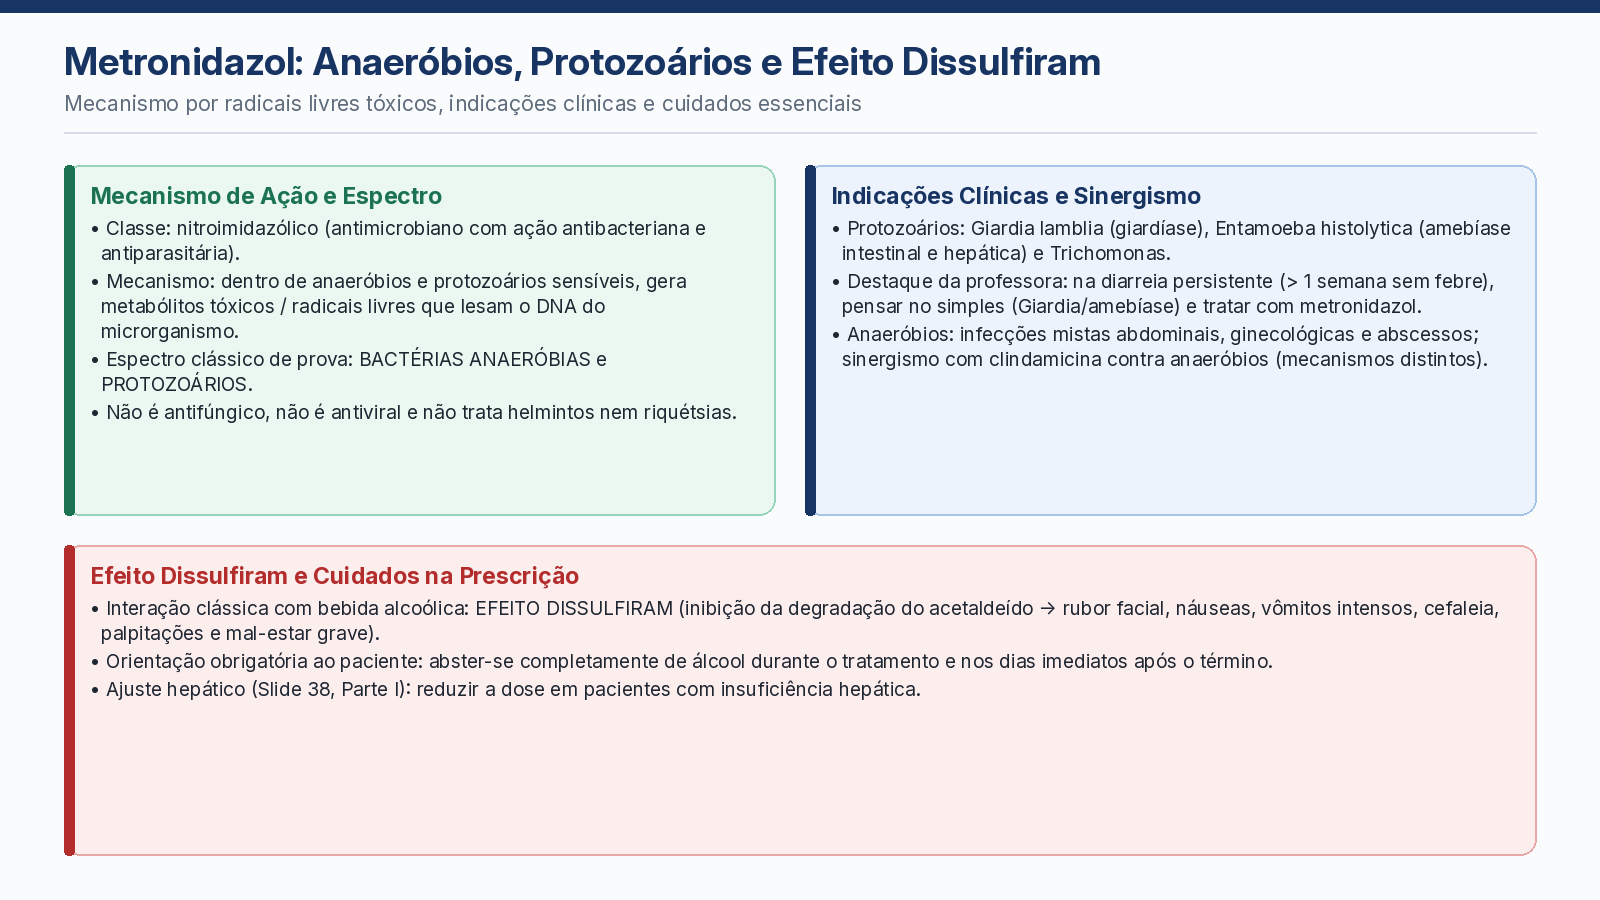 Metronidazol: Anaeróbios, Protozoários e Efeito Dissulfiram
Mecanismo por radicais livres tóxicos, indicações clínicas e cuidados essenciais
Mecanismo de Ação e Espectro
• Classe: nitroimidazólico (antimicrobiano com ação antibacteriana e
antiparasitária).
• Mecanismo: dentro de anaeróbios e protozoários sensíveis, gera
metabólitos tóxicos / radicais livres que lesam o DNA do
microrganismo.
• Espectro clássico de prova: BACTÉRIAS ANAERÓBIAS e
PROTOZOÁRIOS.
• Não é antifúngico, não é antiviral e não trata helmintos nem riquétsias.
Indicações Clínicas e Sinergismo
• Protozoários: Giardia lamblia (giardíase), Entamoeba histolytica (amebíase
intestinal e hepática) e Trichomonas.
• Destaque da professora: na diarreia persistente (> 1 semana sem febre),
pensar no simples (Giardia/amebíase) e tratar com metronidazol.
• Anaeróbios: infecções mistas abdominais, ginecológicas e abscessos;
sinergismo com clindamicina contra anaeróbios (mecanismos distintos).
Efeito Dissulfiram e Cuidados na Prescrição
• Interação clássica com bebida alcoólica: EFEITO DISSULFIRAM (inibição da degradação do acetaldeído → rubor facial, náuseas, vômitos intensos, cefaleia,
palpitações e mal-estar grave).
• Orientação obrigatória ao paciente: abster-se completamente de álcool durante o tratamento e nos dias imediatos após o término.
• Ajuste hepático (Slide 38, Parte I): reduzir a dose em pacientes com insuficiência hepática.